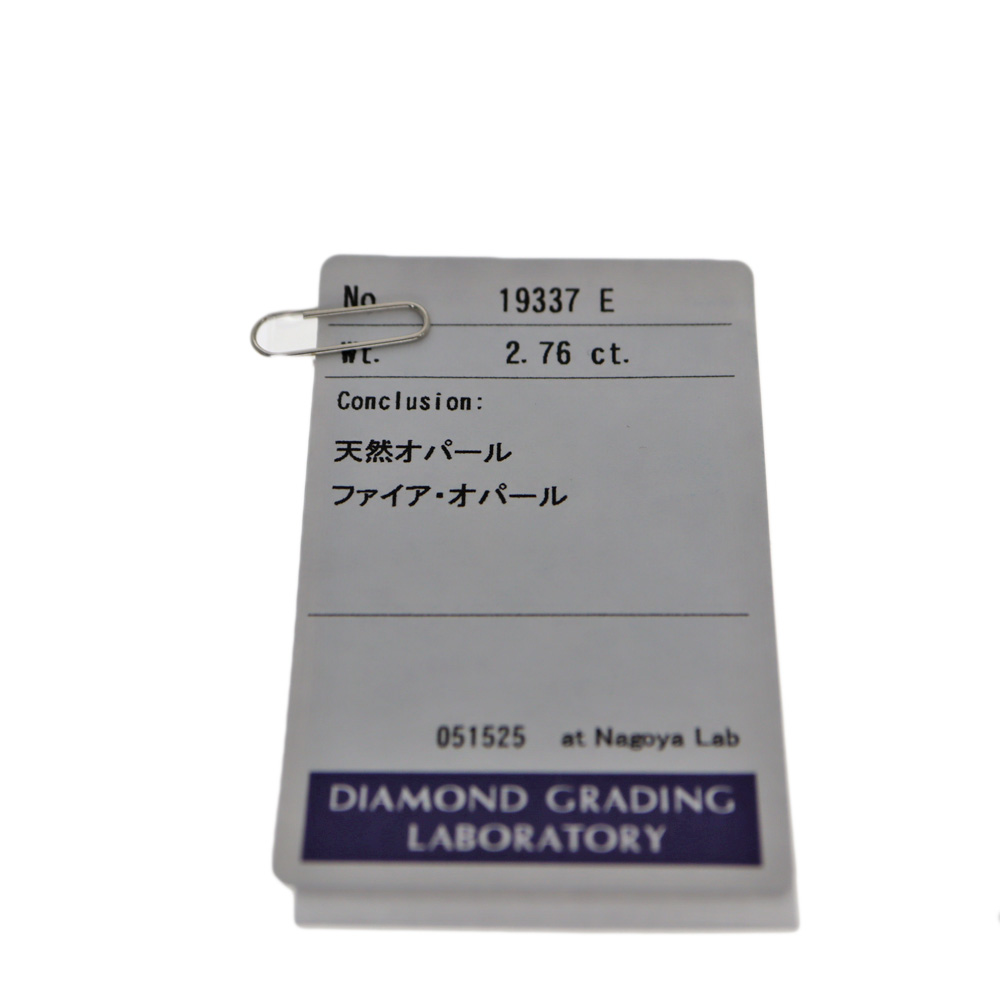 No. 19337 E
Wt. 2.76 ct.
Conclusion:
天然オパール
ファイア・オパール
051525 at Nagoya Lab
DIAMOND GRADING
LABORATORY